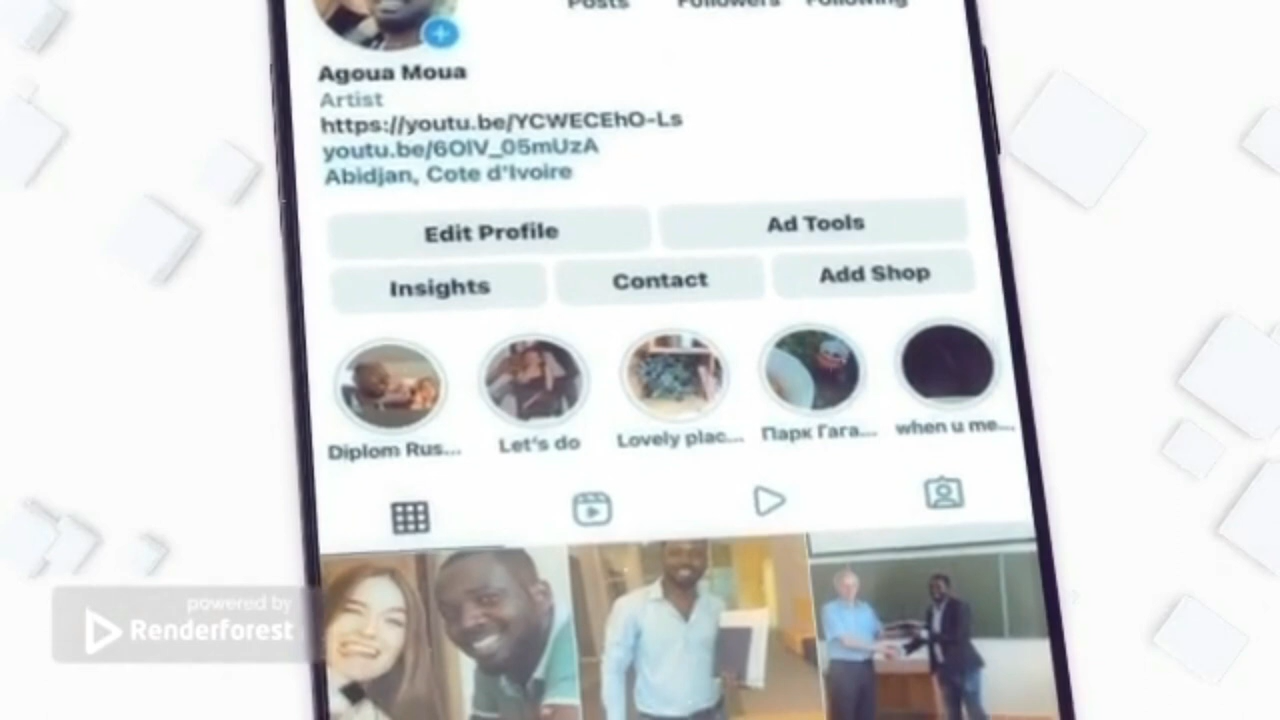 Posts Followers Following
Agoua Moua
Artist
https://youtu.be/YCWECEhO-Ls
youtu.be/6OlV_05mUzA
Abidjan, Cote d'Ivoire
Edit Profile Ad Tools
Insights Contact Add Shop
Diplom Rus... Let's do Lovely plac... Парк Гага... when u me...
powered by
Renderforest